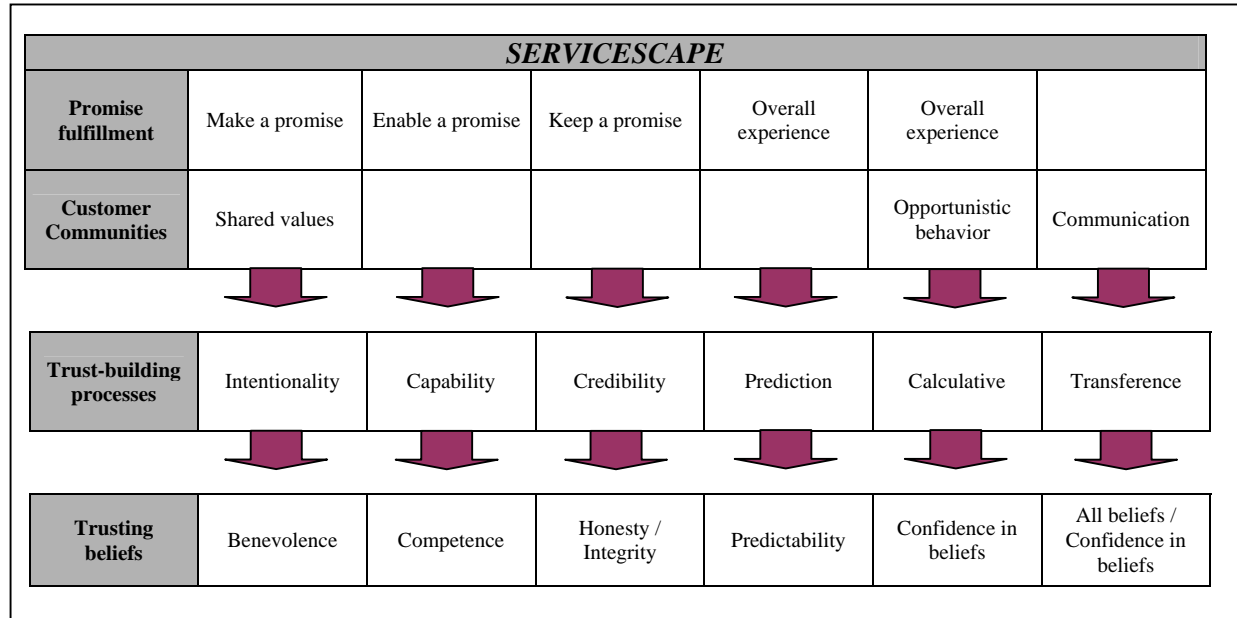 SERVICESCAPE
Promise
fulfillment
Make a promise
Enable a promise
Keep a promise
Overall
experience
Overall
experience
Customer
Communities
Shared values
Opportunistic
behavior
Communication
Trust-building
processes
Intentionality
Capability
Credibility
Prediction
Calculative
Transference
Trusting
beliefs
Benevolence
Competence
Honesty /
Integrity
Predictability
Confidence in
beliefs
All beliefs /
Confidence in
beliefs